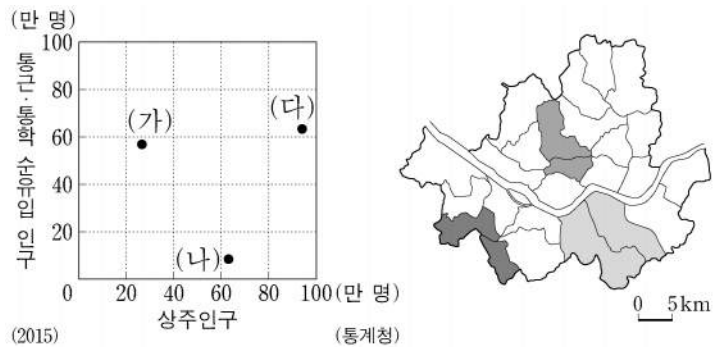 (만 명)
100
80
60
40
20
0
20 40 60 80 100 (만 명)
통근·통학 순유입 인구
(가)
(다)
(나)
상주인구
(2015)
(통계청)
0 5km